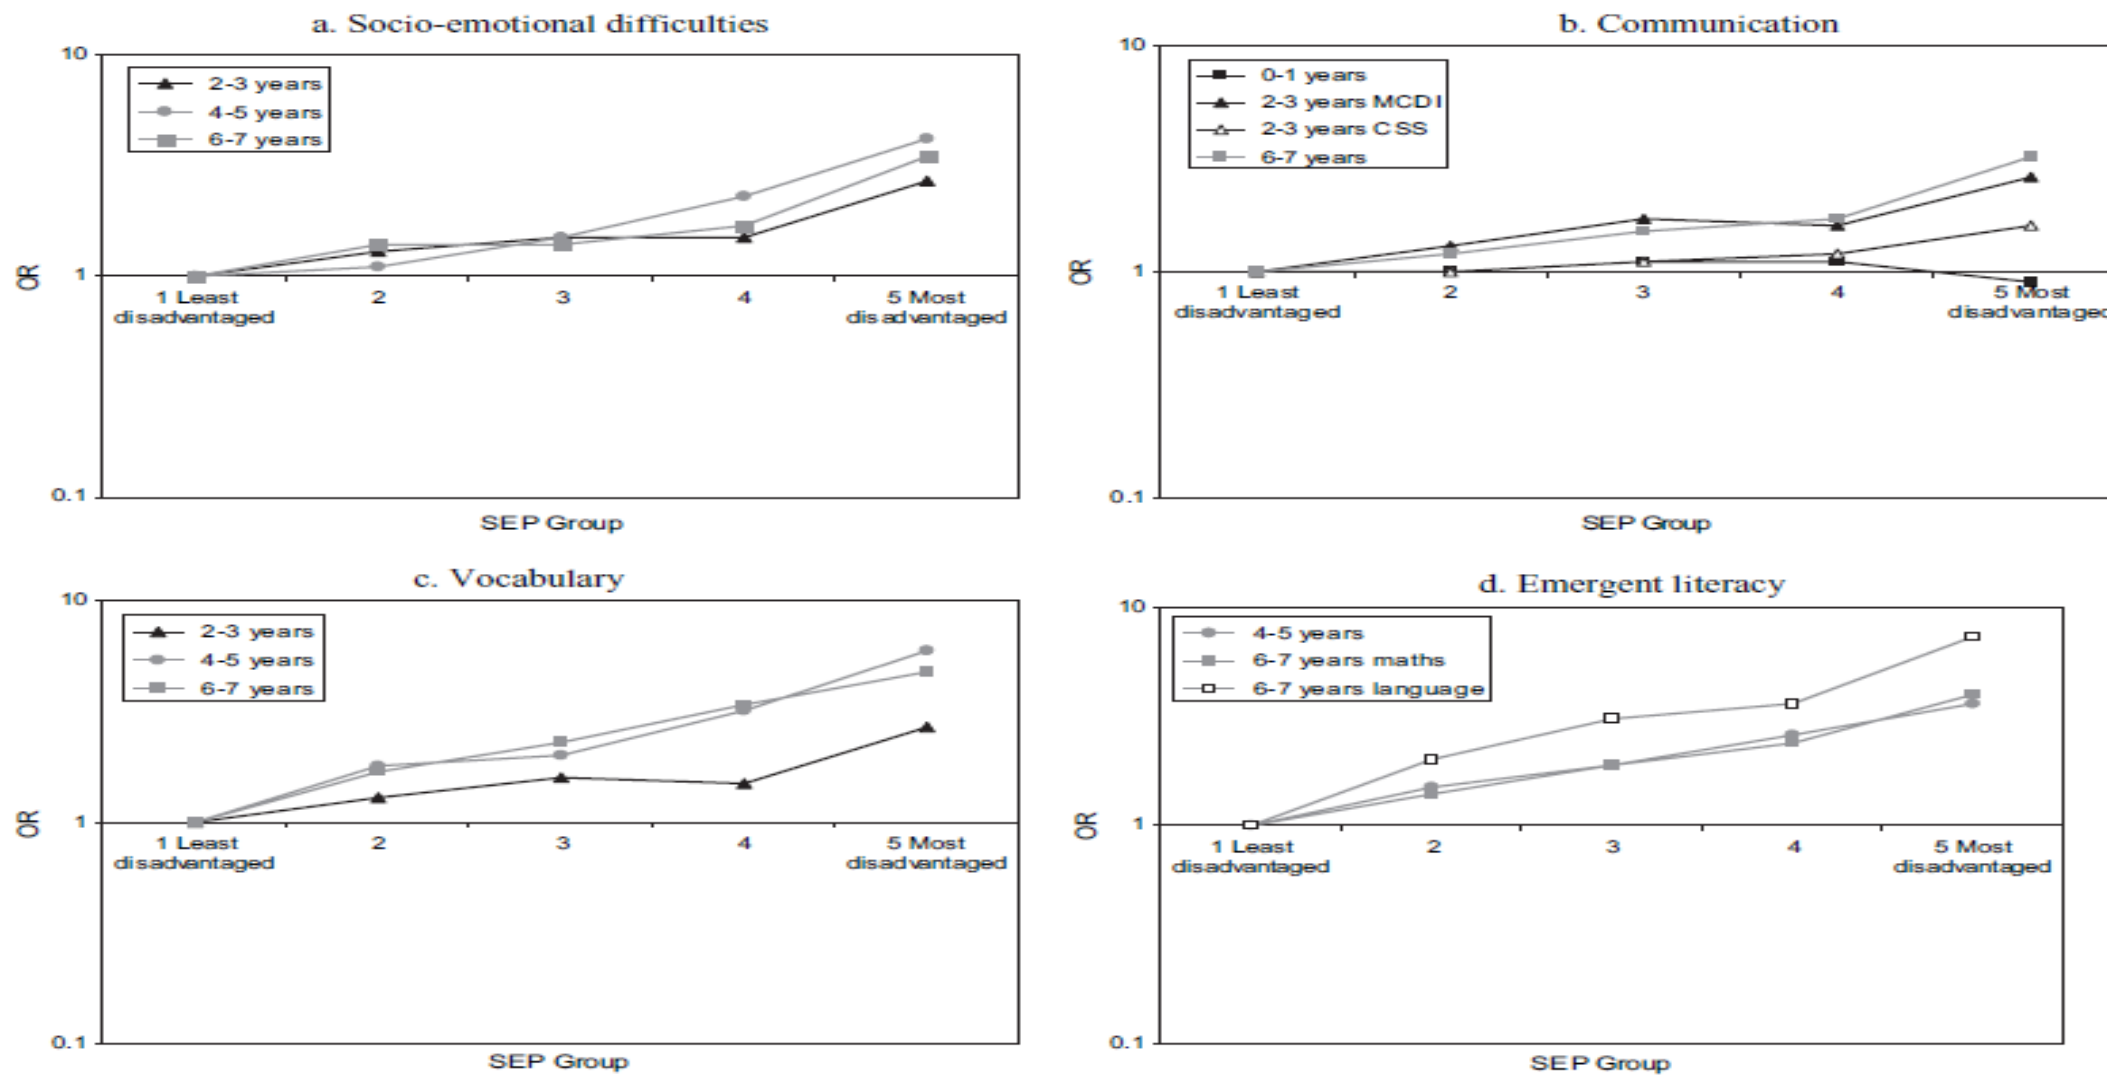 a. Socio-emotional difficulties
10
2-3 years
4-5 years
6-7 years
OR
1
1 Least disadvantaged
2
3
4
5 Most disadvantaged
0.1
SEP Group
b. Communication
10
0-1 years
2-3 years MCDI
2-3 years CSS
6-7 years
OR
1
1 Least disadvantaged
2
3
4
5 Most disadvantaged
0.1
SEP Group
c. Vocabulary
10
2-3 years
4-5 years
6-7 years
OR
1
1 Least disadvantaged
2
3
4
5 Most disadvantaged
0.1
SEP Group
d. Emergent literacy
10
4-5 years
6-7 years maths
6-7 years language
OR
1
1 Least disadvantaged
2
3
4
5 Most disadvantaged
0.1
SEP Group